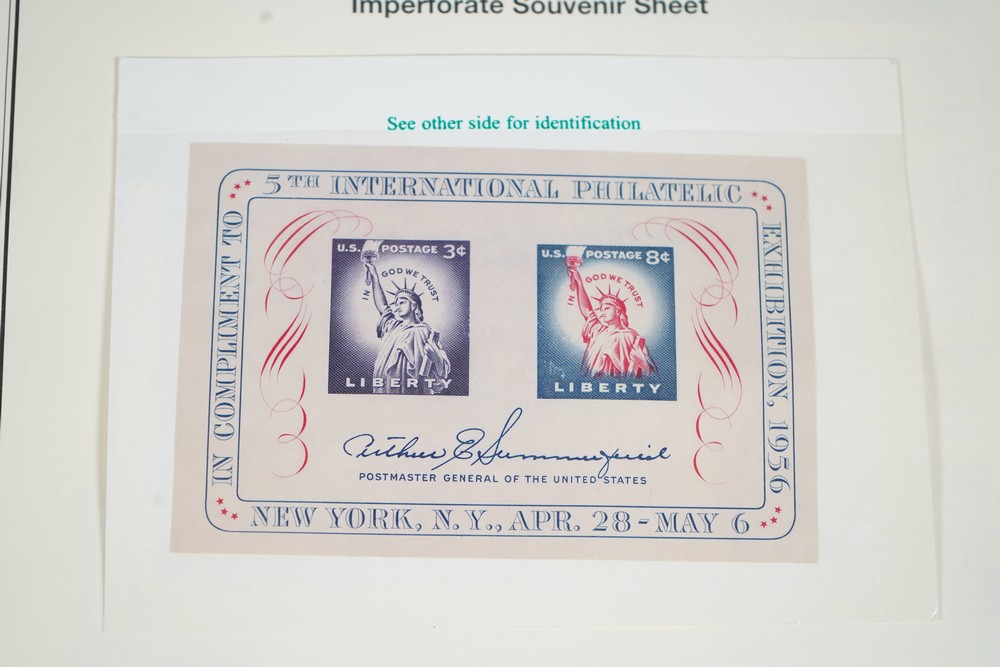 Imperforate Souvenir Sheet
See other side for identification
IN COMPLIMENT TO
5TH INTERNATIONAL PHILATELIC
EXHIBITION, 1956
U.S. POSTAGE 3¢
IN GOD WE TRUST
LIBERTY
U.S. POSTAGE 8¢
IN GOD WE TRUST
LIBERTY
Arthur E Summerfield
POSTMASTER GENERAL OF THE UNITED STATES
NEW YORK, N.Y., APR. 28-MAY 6